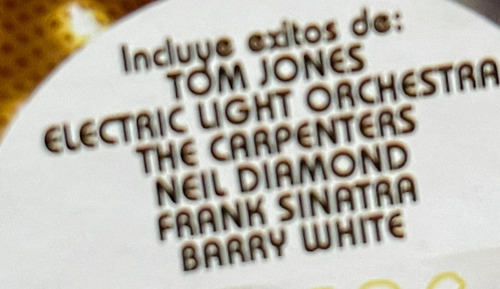 Incluye exitos de:
TOM JONES
ELECTRIC LIGHT ORCHESTRA
THE CARPENTERS
NEIL DIAMOND
FRANK SINATRA
BARRY WHITE